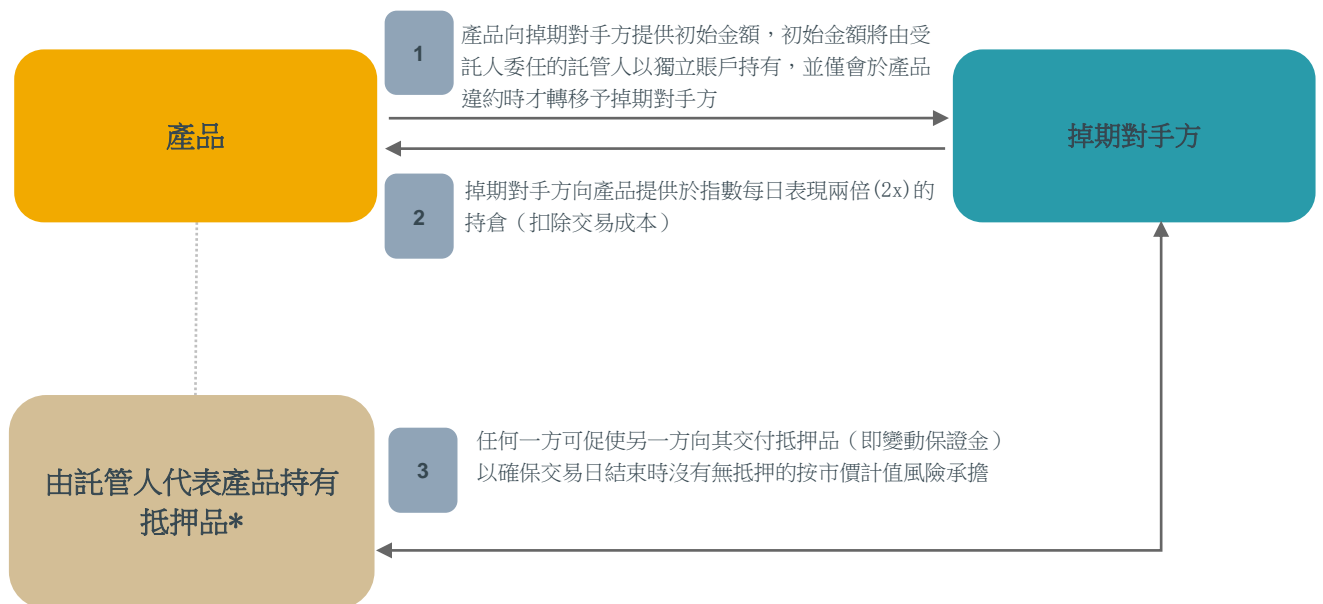 產品
1
產品向掉期對手方提供初始金額，初始金額將由受
託人委任的託管人以獨立賬戶持有，並僅會於產品
違約時才轉移予掉期對手方
掉期對手方
2
掉期對手方向產品提供於指數每日表現兩倍(2x)的
持倉（扣除交易成本）
由託管人代表產品持有
抵押品*
3
任何一方可促使另一方向其交付抵押品（即變動保證金）
以確保交易日結束時沒有無抵押的按市價計值風險承擔